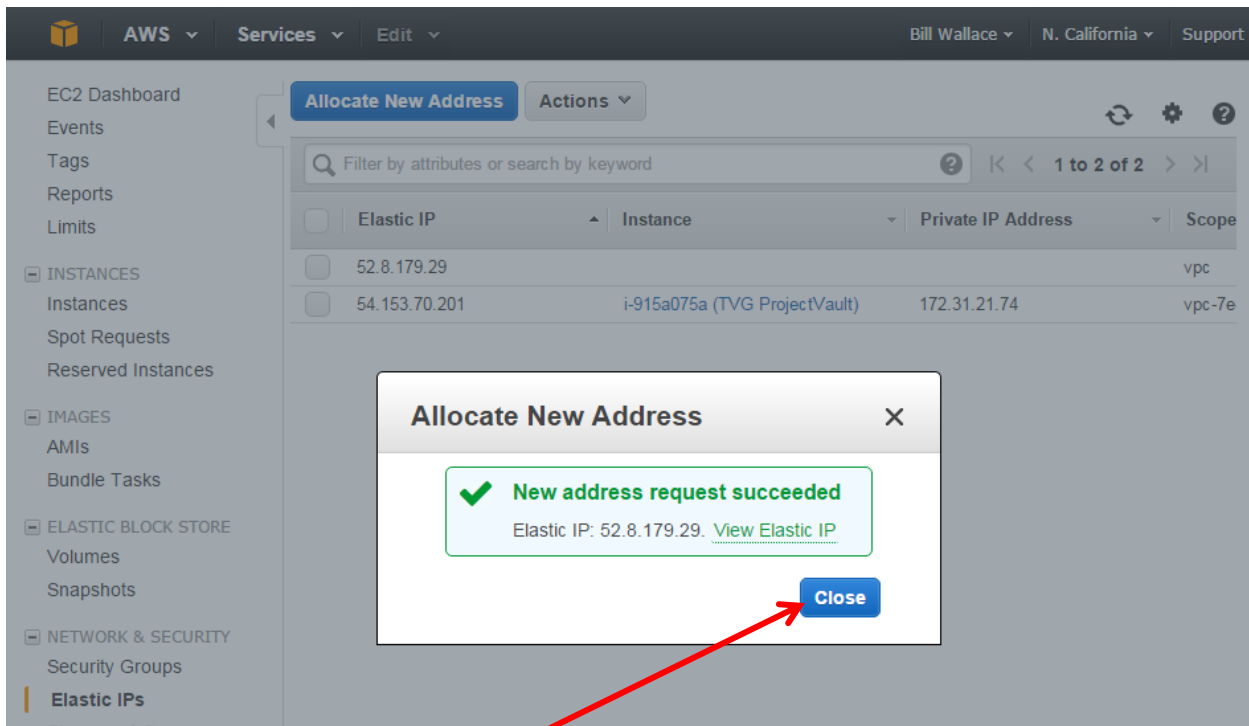 AWS Services Edit Bill Wallace N. California Support
EC2 Dashboard
Events
Tags
Reports
Limits
INSTANCES
Instances
Spot Requests
Reserved Instances
IMAGES
AMIs
Bundle Tasks
ELASTIC BLOCK STORE
Volumes
Snapshots
NETWORK & SECURITY
Security Groups
Elastic IPs
Allocate New Address Actions
Filter by attributes or search by keyword 1 to 2 of 2
Elastic IP Instance Private IP Address Scope
52.8.179.29 vpc
54.153.70.201 i-915a075a (TVG ProjectVault) 172.31.21.74 vpc-7e
Allocate New Address
New address request succeeded
Elastic IP: 52.8.179.29. View Elastic IP
Close